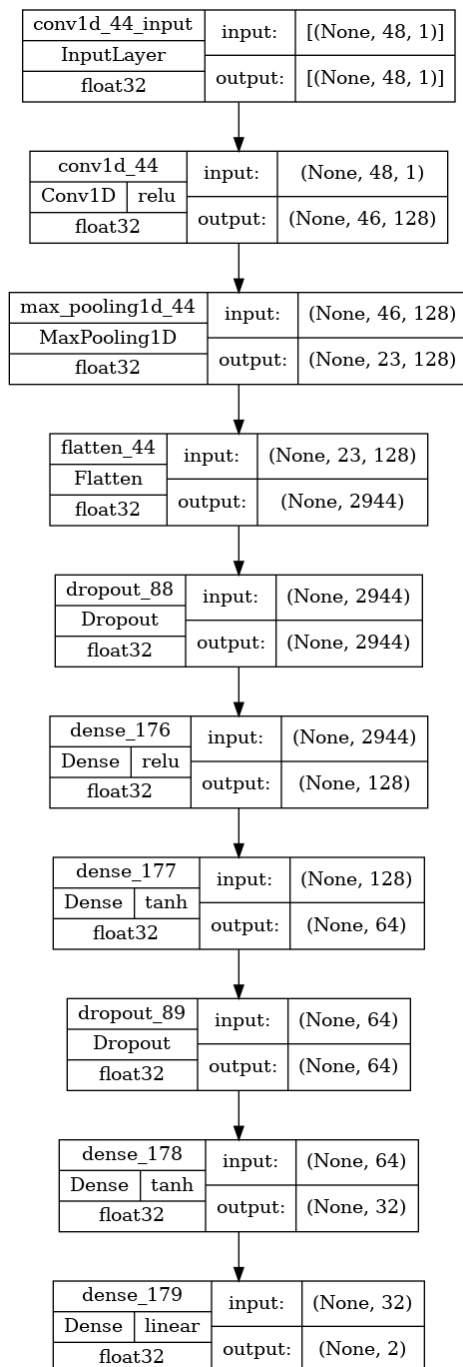 conv1d_44_input
InputLayer
float32
input:
[(None, 48, 1)]
output:
[(None, 48, 1)]
conv1d_44
Conv1D
relu
float32
input:
(None, 48, 1)
output:
(None, 46, 128)
max_pooling1d_44
MaxPooling1D
float32
input:
(None, 46, 128)
output:
(None, 23, 128)
flatten_44
Flatten
float32
input:
(None, 23, 128)
output:
(None, 2944)
dropout_88
Dropout
float32
input:
(None, 2944)
output:
(None, 2944)
dense_176
Dense
relu
float32
input:
(None, 2944)
output:
(None, 128)
dense_177
Dense
tanh
float32
input:
(None, 128)
output:
(None, 64)
dropout_89
Dropout
float32
input:
(None, 64)
output:
(None, 64)
dense_178
Dense
tanh
float32
input:
(None, 64)
output:
(None, 32)
dense_179
Dense
linear
float32
input:
(None, 32)
output:
(None, 2)